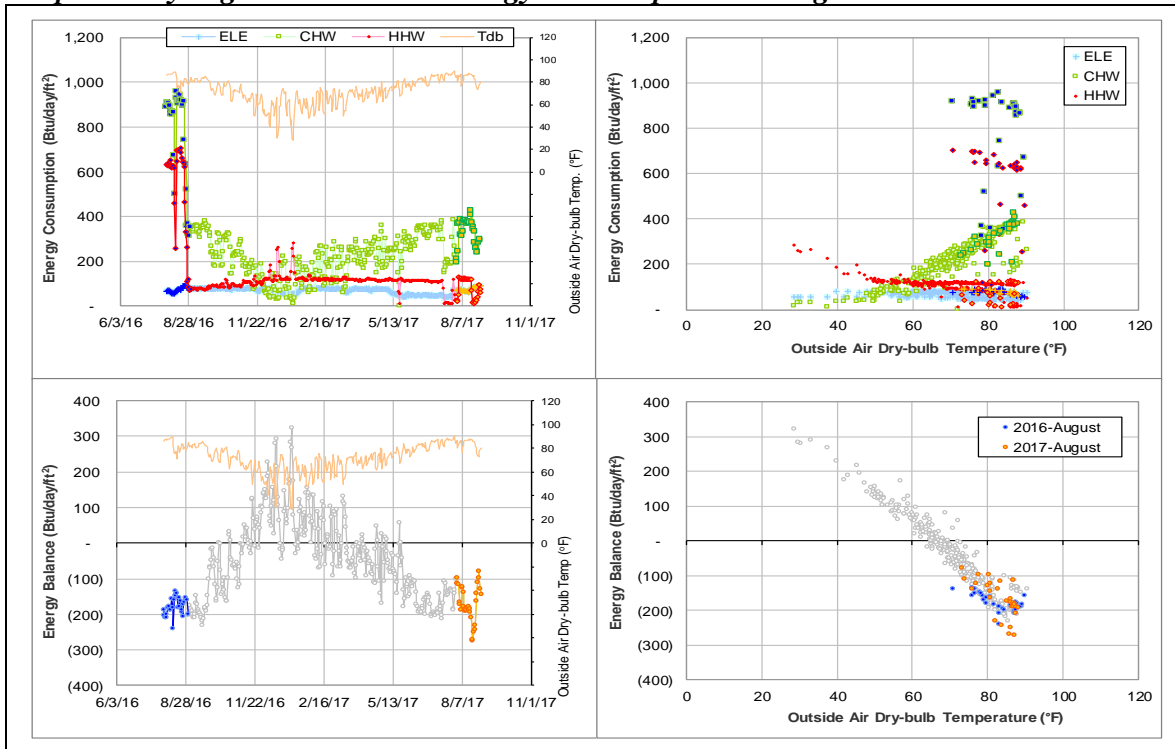 1,200
1,000
800
600
400
200
-
Energy Consumption (Btu/day/ft²)
ELE CHW HHW Tdb
120
100
80
60
40
20
0
Outside Air Dry-bulb Temp. (°F)
6/3/16 8/28/16 11/22/16 2/16/17 5/13/17 8/7/17 11/1/17
1,200
1,000
800
600
400
200
-
Energy Consumption (Btu/day/ft²)
ELE
CHW
HHW
0 20 40 60 80 100 120
Outside Air Dry-bulb Temperature (°F)
400
300
200
100
-
(100)
(200)
(300)
(400)
Energy Balance (Btu/day/ft²)
120
100
80
60
40
20
0
Outside Air Dry-bulb Temp (°F)
6/3/16 8/28/16 11/22/16 2/16/17 5/13/17 8/7/17 11/1/17
400
300
200
100
-
(100)
(200)
(300)
(400)
Energy Balance (Btu/day/ft²)
2016-August
2017-August
0 20 40 60 80 100 120
Outside Air Dry-bulb Temperature (°F)